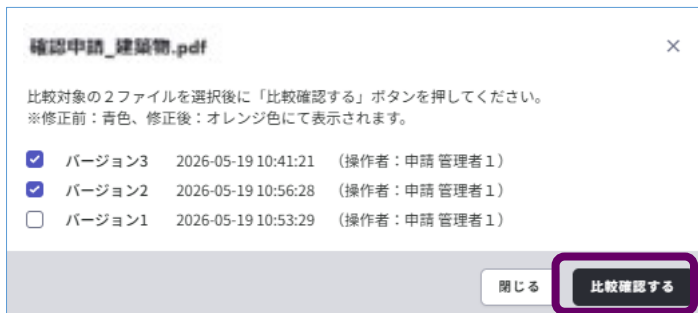 確認申請_建築物.pdf
比較対象の２ファイルを選択後に「比較確認する」ボタンを押してください。
※修正前：青色、修正後：オレンジ色にて表示されます。
バージョン3 2026-05-19 10:41:21 （操作者：申請 管理者１）
バージョン2 2026-05-19 10:56:28 （操作者：申請 管理者１）
バージョン1 2026-05-19 10:53:29 （操作者：申請 管理者１）
閉じる 比較確認する